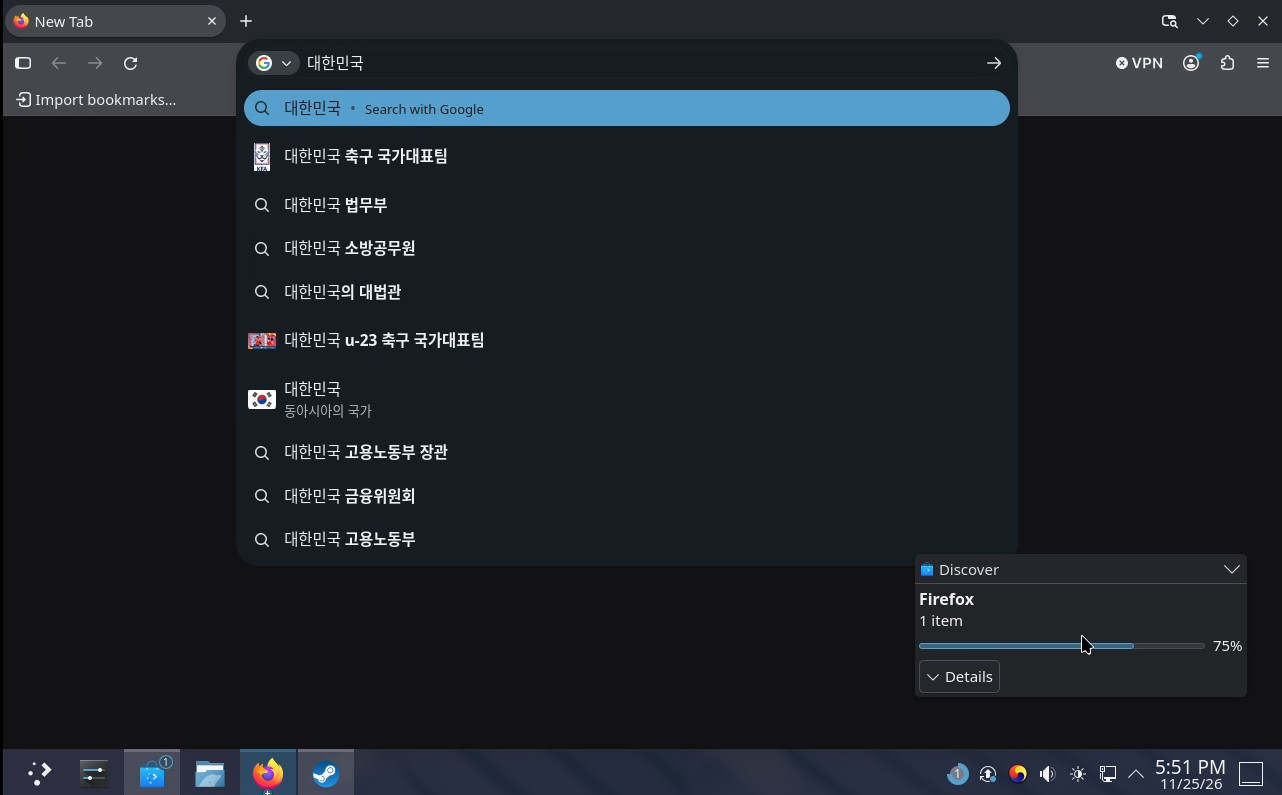 New Tab
대한민국
VPN
Import bookmarks...
대한민국 • Search with Google
대한민국 축구 국가대표팀
KFA
대한민국 법무부
대한민국 소방공무원
대한민국의 대법관
대한민국 u-23 축구 국가대표팀
대한민국
동아시아의 국가
대한민국 고용노동부 장관
대한민국 금융위원회
대한민국 고용노동부
Discover
Firefox
1 item
75%
Details
1
1
5:51 PM
11/25/26